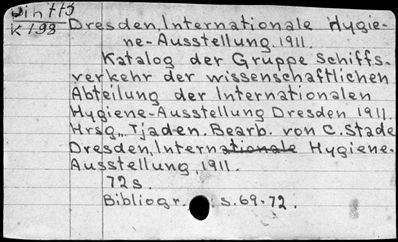 K 193
Dresden, Internationale Hygie-
ne-Ausstellung. 1911.
Katalog der Gruppe Schiffs-
verkehr der wissenschaftlichen
Abteilung der Internationalen
Hygiene-Ausstellung Dresden 1911.
Hrsg. Tjaden. Bearb. von C. Stade
Dresden, Internationale Hygiene-
Ausstellung 1911.
72 s.
Bibliogr. s. 69-72.